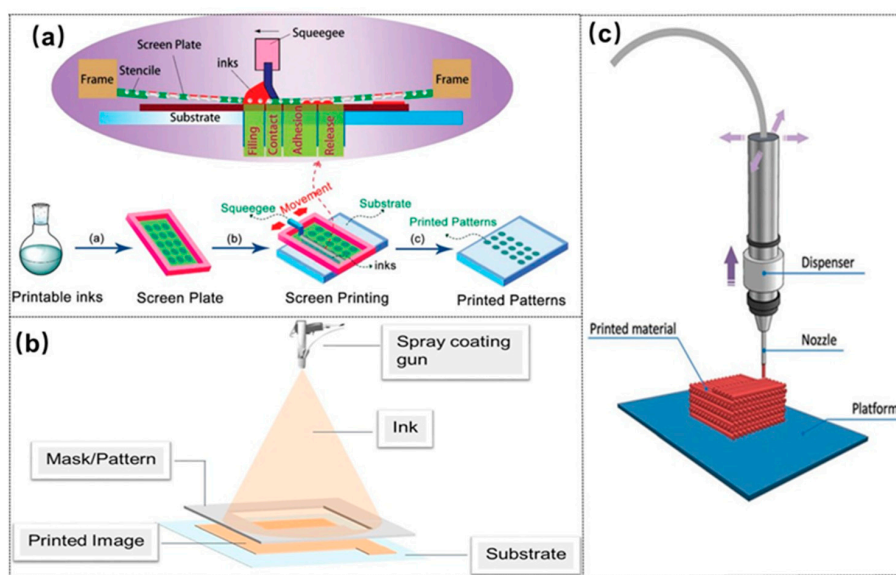 (a)
Squeegee
Screen Plate
Stencile
inks
Frame
Frame
Substrate
Filing
Contact
Adhesion
Release
Movement
Squeegee
Substrate
Printed Patterns
(a)
(b)
(c)
inks
Printable inks
Screen Plate
Screen Printing
Printed Patterns
(b)
Spray coating
gun
Ink
Mask/Pattern
Printed Image
Substrate
(c)
Dispenser
Printed material
Nozzle
Platform